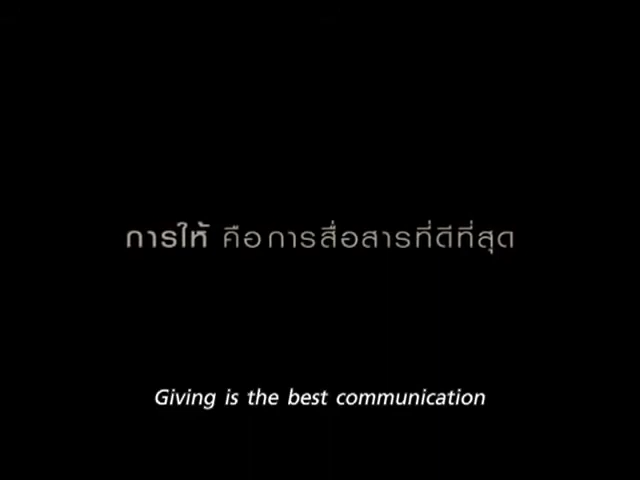 การให้ คือการสื่อสารที่ดีที่สุด
Giving is the best communication